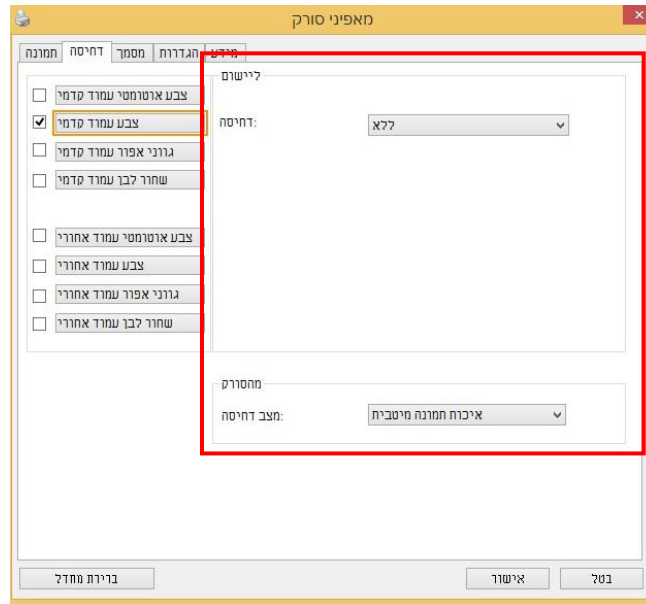 מאפיני סורק
תמונה דחיסה מסמך הגדרות מידע
צבע אוטומטי עמוד קדמי
צבע עמוד קדמי
גווני אפור עמוד קדמי
שחור לבן עמוד קדמי
צבע אוטומטי עמוד אחורי
צבע עמוד אחורי
גווני אפור עמוד אחורי
שחור לבן עמוד אחורי
ליישום
דחיסה:
ללא
מהסורק
מצב דחיסה:
איכות תמונה מיטבית
ברירת מחדל
אישור
בטל